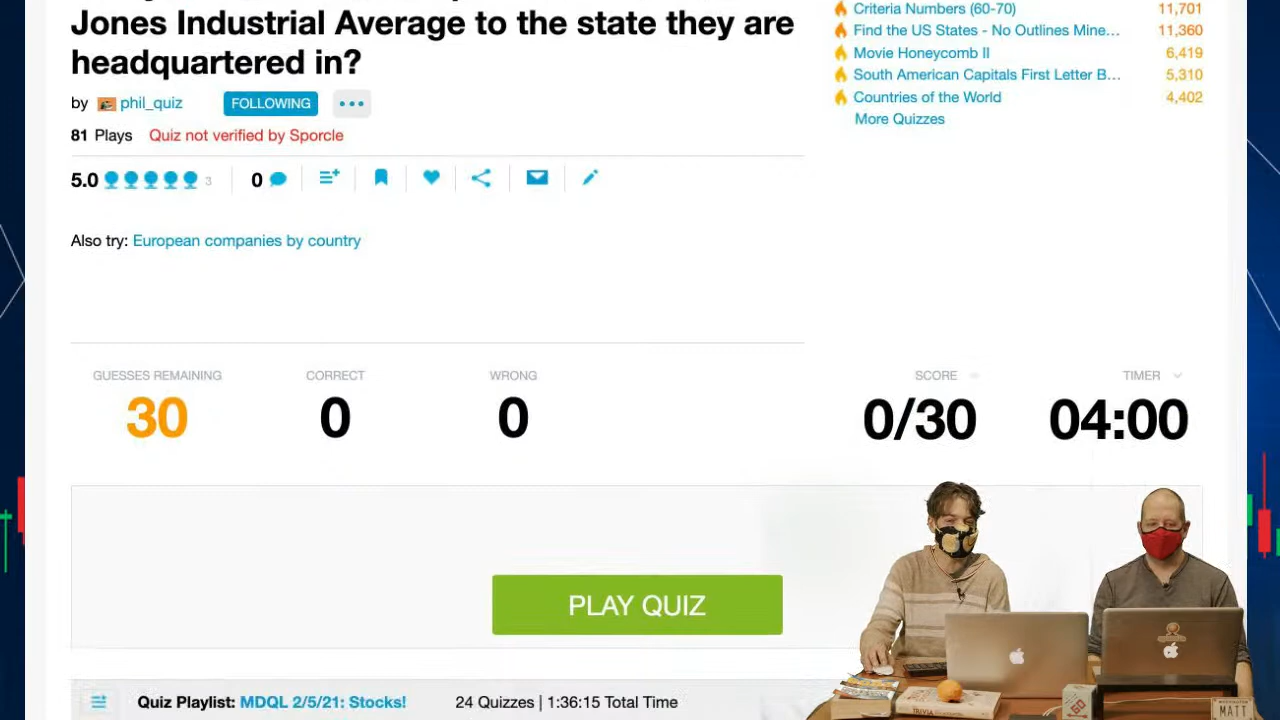 Jones Industrial Average to the state they are
headquartered in?
by phil_quiz FOLLOWING
81 Plays Quiz not verified by Sporcle
5.0 3 0
Also try: European companies by country
Criteria Numbers (60-70) 11,701
Find the US States - No Outlines Mine... 11,360
Movie Honeycomb II 6,419
South American Capitals First Letter B... 5,310
Countries of the World 4,402
More Quizzes
GUESSES REMAINING CORRECT WRONG SCORE TIMER
30 0 0 0/30 04:00
PLAY QUIZ
Quiz Playlist: MDQL 2/5/21: Stocks! 24 Quizzes | 1:36:15 Total Time
TRIVIA
GO
MATT